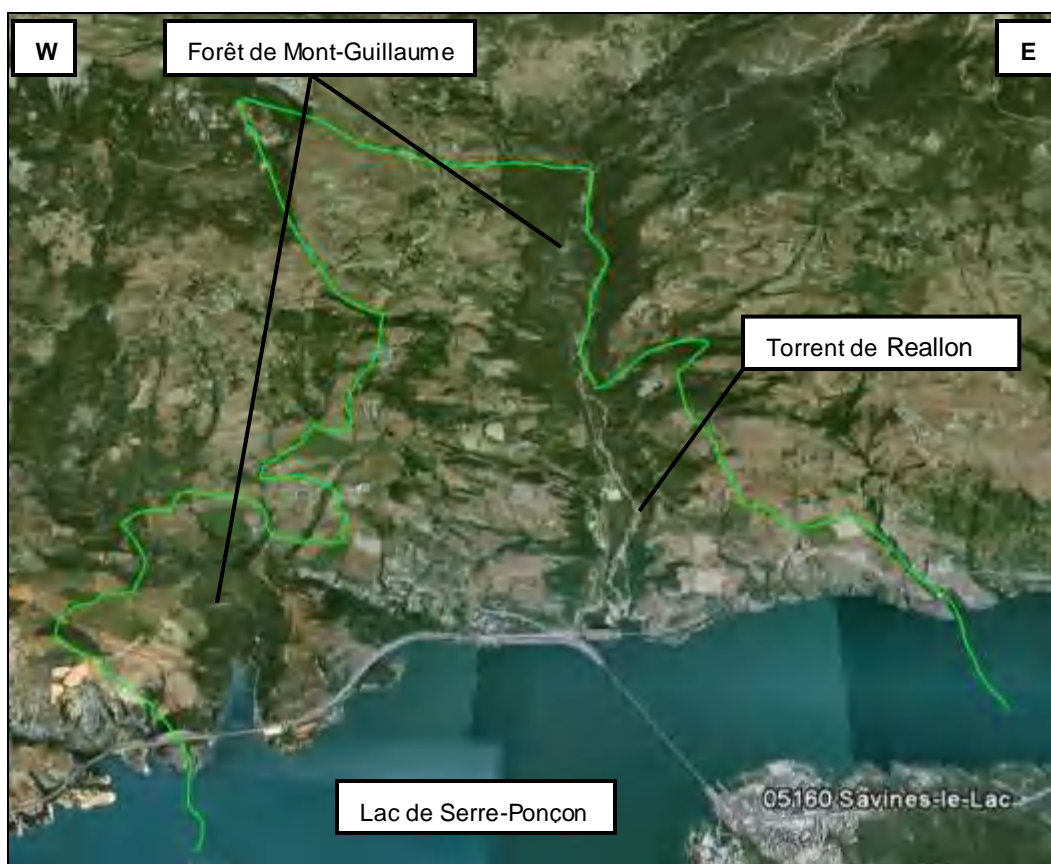 W
Forêt de Mont-Guillaume
E
Torrent de Reallon
Lac de Serre-Ponçon
05160 Savines-le-Lac